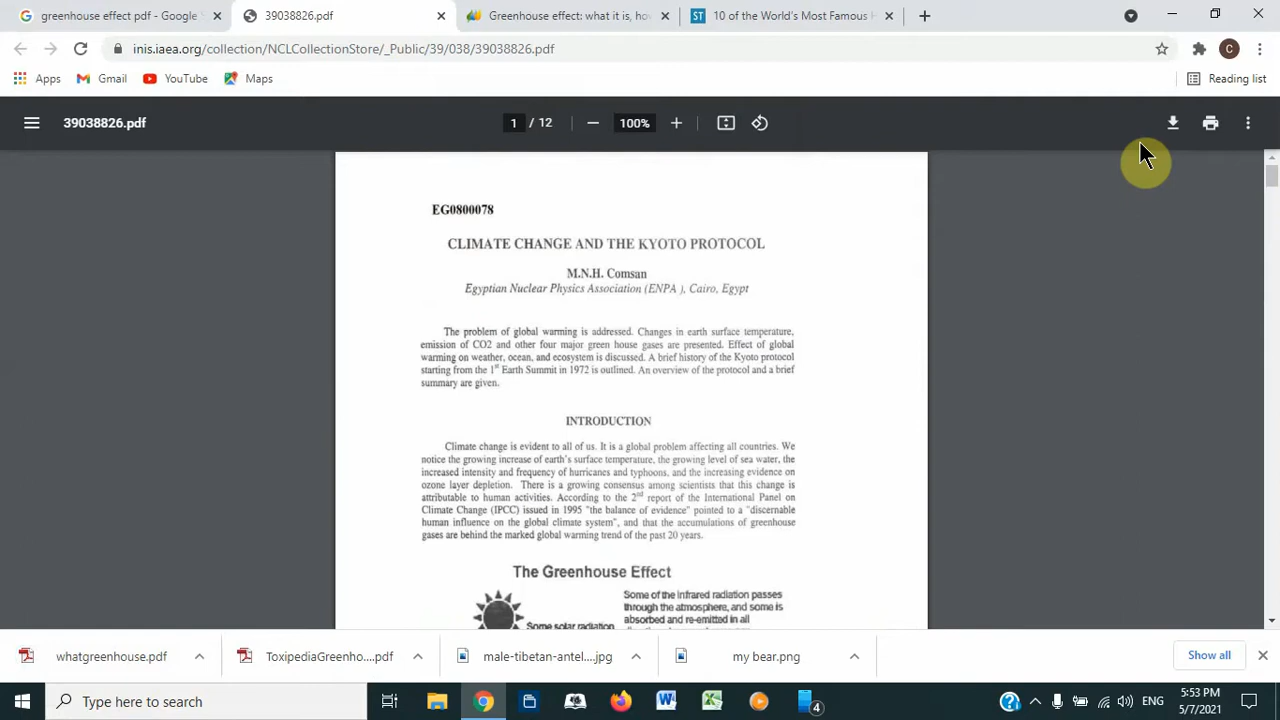 greenhouse effect pdf - Google S
39038826.pdf
Greenhouse effect: what it is, how
ST 10 of the World's Most Famous H
inis.iaea.org/collection/NCLCollectionStore/_Public/39/038/39038826.pdf
C
Apps
Gmail
YouTube
Maps
Reading list
39038826.pdf
1 / 12
100%
EG0800078
CLIMATE CHANGE AND THE KYOTO PROTOCOL
M.N.H. Comsan
Egyptian Nuclear Physics Association (ENPA ), Cairo, Egypt
The problem of global warming is addressed. Changes in earth surface temperature,
emission of CO2 and other four major green house gases are presented. Effect of global
warming on weather, ocean, and ecosystem is discussed. A brief history of the Kyoto protocol
starting from the 1st Earth Summit in 1972 is outlined. An overview of the protocol and a brief
summary are given.
INTRODUCTION
Climate change is evident to all of us. It is a global problem affecting all countries. We
notice the growing increase of earth's surface temperature, the growing level of sea water, the
increased intensity and frequency of hurricanes and typhoons, and the increasing evidence on
ozone layer depletion. There is a growing consensus among scientists that this change is
attributable to human activities. According to the 2nd report of the International Panel on
Climate Change (IPCC) issued in 1995 "the balance of evidence" pointed to a "discernable
human influence on the global climate system", and that the accumulations of greenhouse
gases are behind the marked global warming trend of the past 20 years.
The Greenhouse Effect
Some of the infrared radiation passes
through the atmosphere, and some is
absorbed and re-emitted in all
Some solar radiation
whatgreenhouse.pdf
ToxipediaGreenho....pdf
male-tibetan-antel....jpg
my bear.png
Show all
Type here to search
4
ENG
5:53 PM
5/7/2021